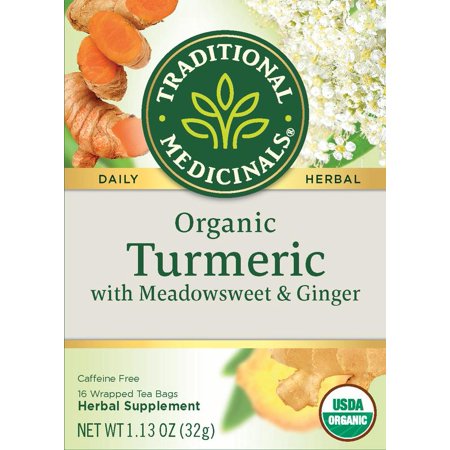 TRADITIONAL
MEDICINALS®
DAILY
HERBAL
Organic
Turmeric
with Meadowsweet & Ginger
Caffeine Free
16 Wrapped Tea Bags
Herbal Supplement
NET WT 1.13 OZ (32g)
USDA
ORGANIC